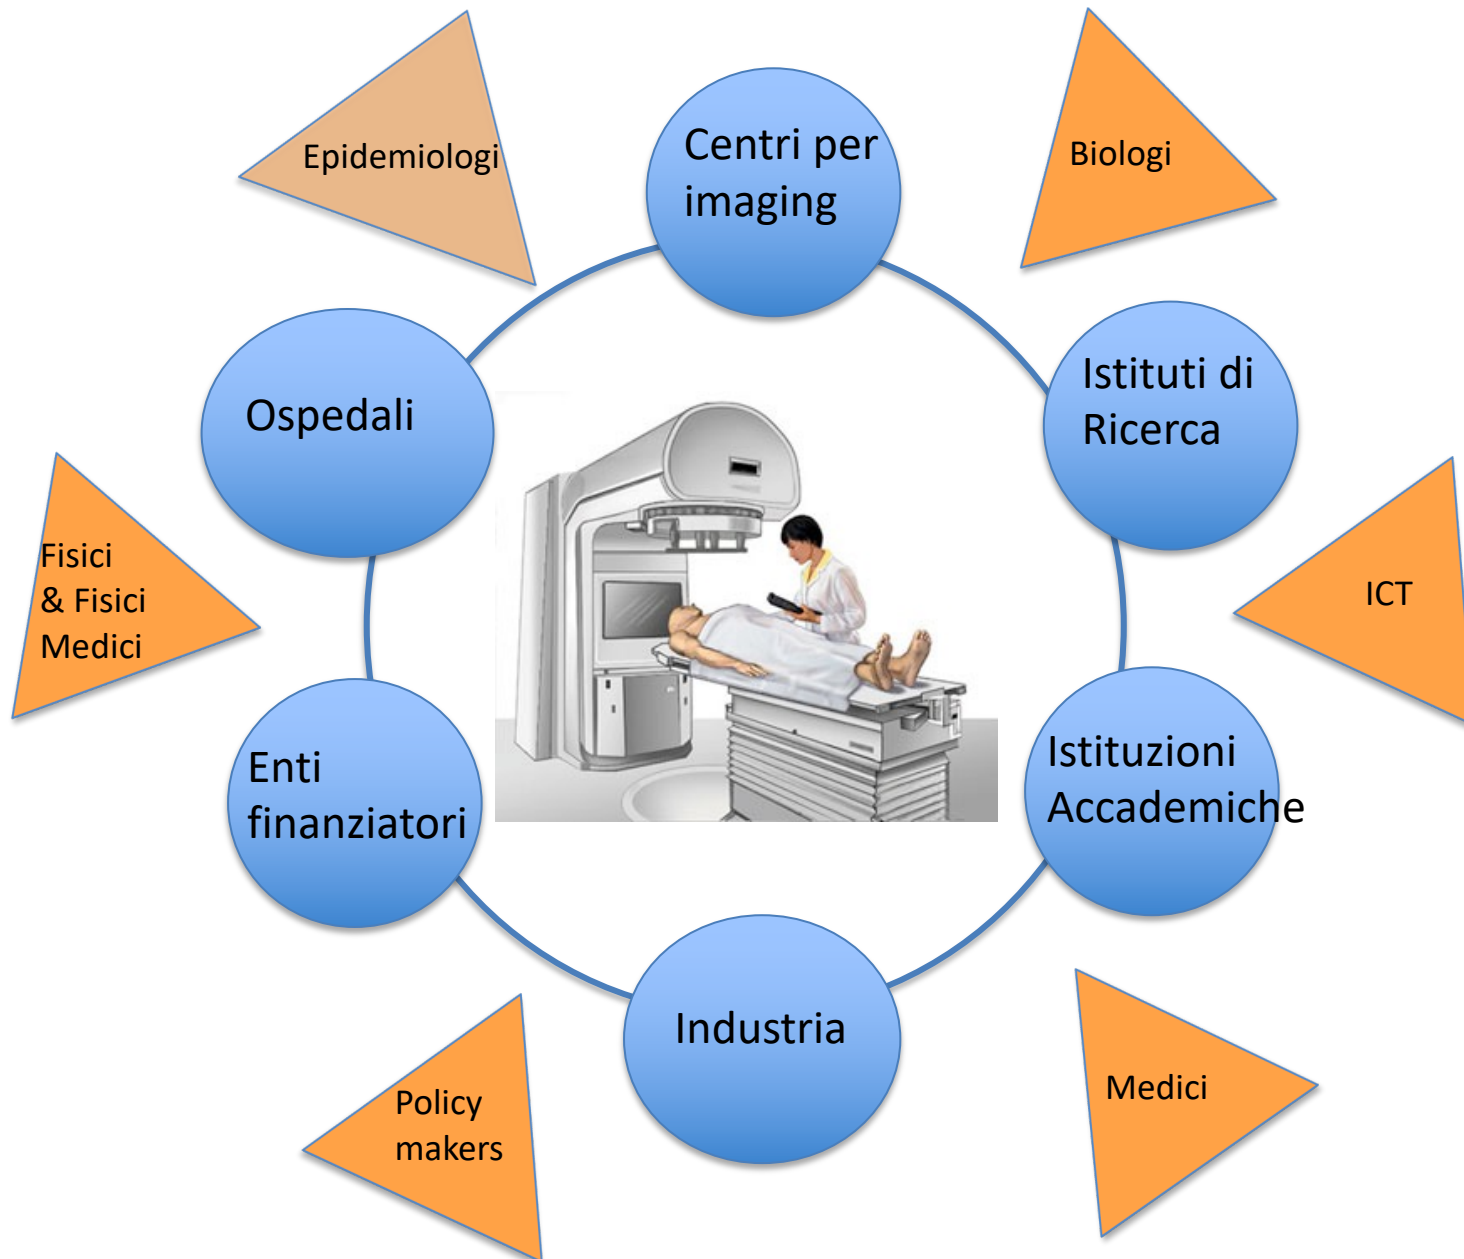 Epidemiologi
Centri per
imaging
Biologi
Ospedali
Istituti di
Ricerca
Fisici
& Fisici
Medici
ICT
Enti
finanziatori
Istituzioni
Accademiche
Industria
Policy
makers
Medici